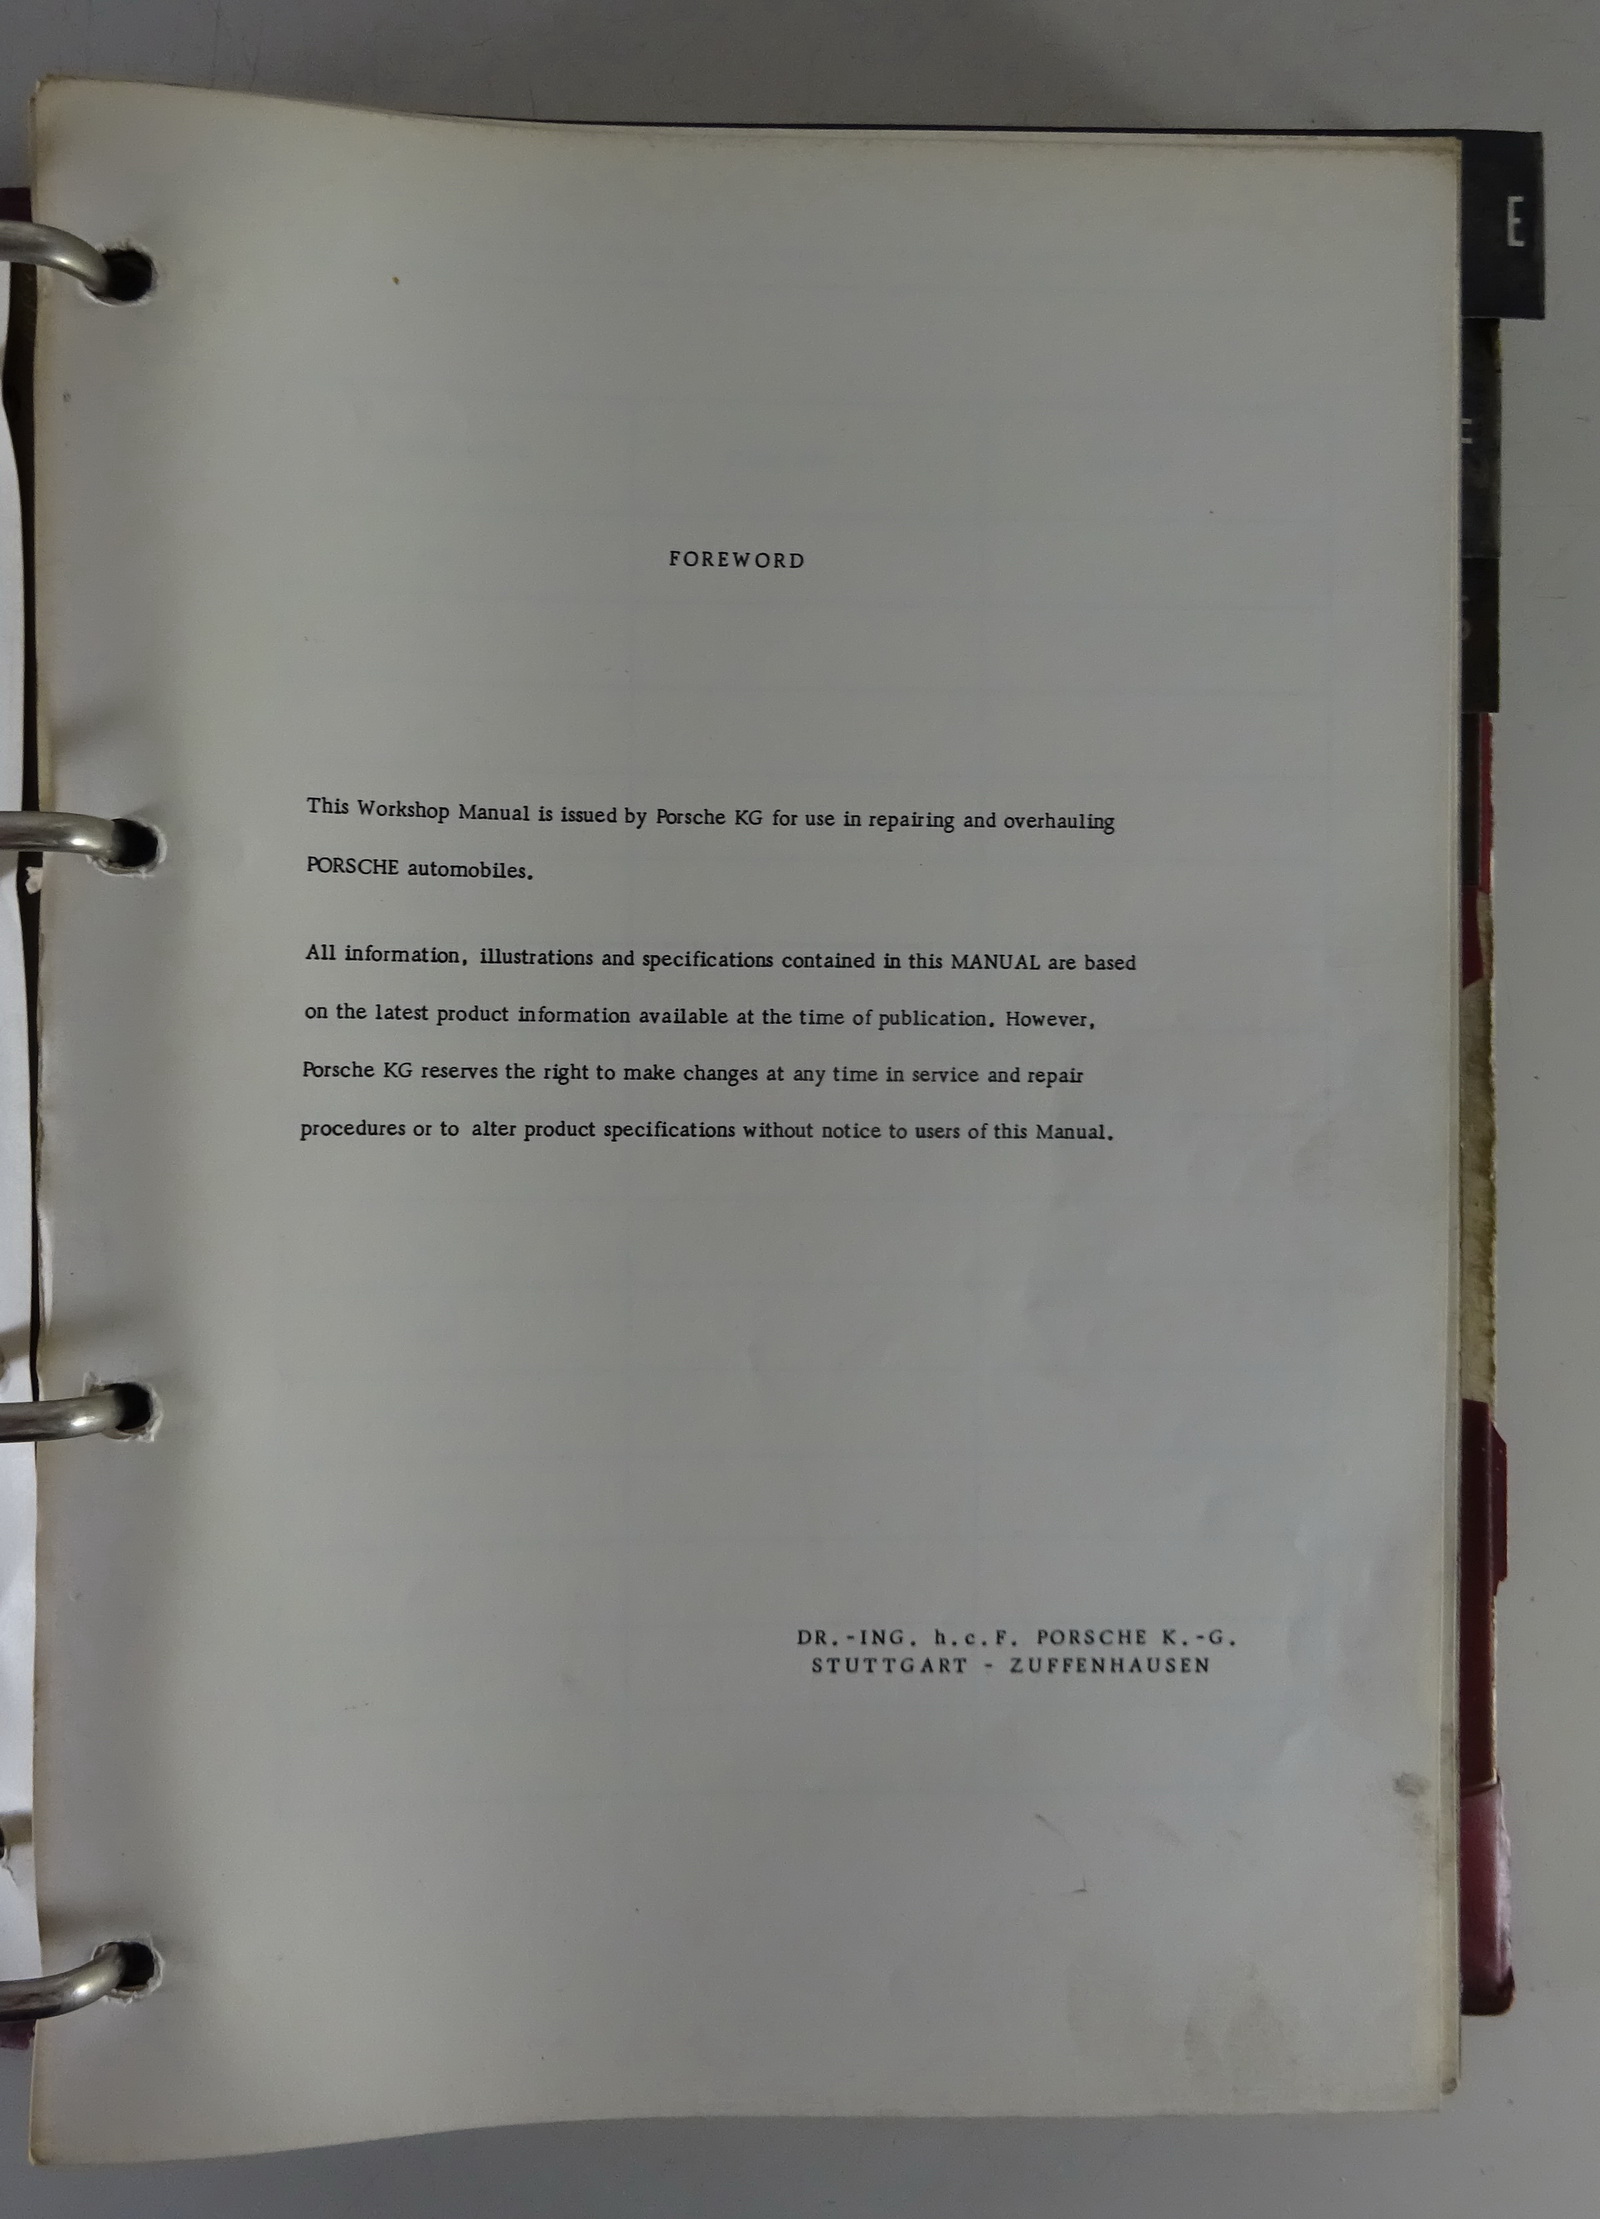 E
FOREWORD
This Workshop Manual is issued by Porsche KG for use in repairing and overhauling
PORSCHE automobiles.
All information, illustrations and specifications contained in this MANUAL are based
on the latest product information available at the time of publication. However,
Porsche KG reserves the right to make changes at any time in service and repair
procedures or to alter product specifications without notice to users of this Manual.
DR.-ING. h.c.F. PORSCHE K.-G.
STUTTGART - ZUFFENHAUSEN